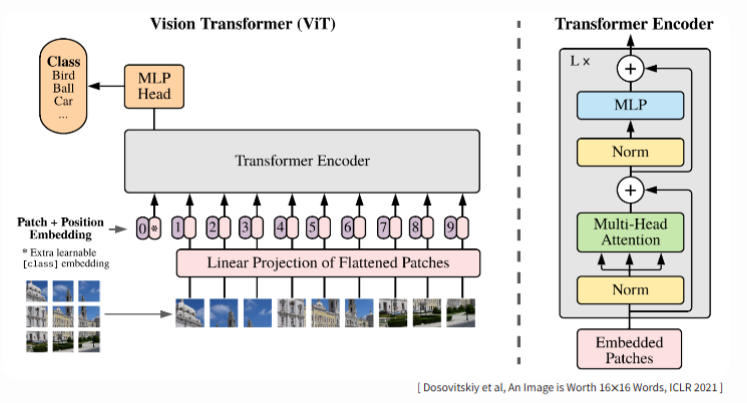 Vision Transformer (ViT)
Class
Bird
Ball
Car
...
MLP
Head
Transformer Encoder
Patch + Position
Embedding
* Extra learnable
[class] embedding
0 *
1
2
3
4
5
6
7
8
9
Linear Projection of Flattened Patches
Transformer Encoder
L ×
+
MLP
Norm
+
Multi-Head
Attention
Norm
Embedded
Patches
[ Dosovitskiy et al, An Image is Worth 16×16 Words, ICLR 2021 ]